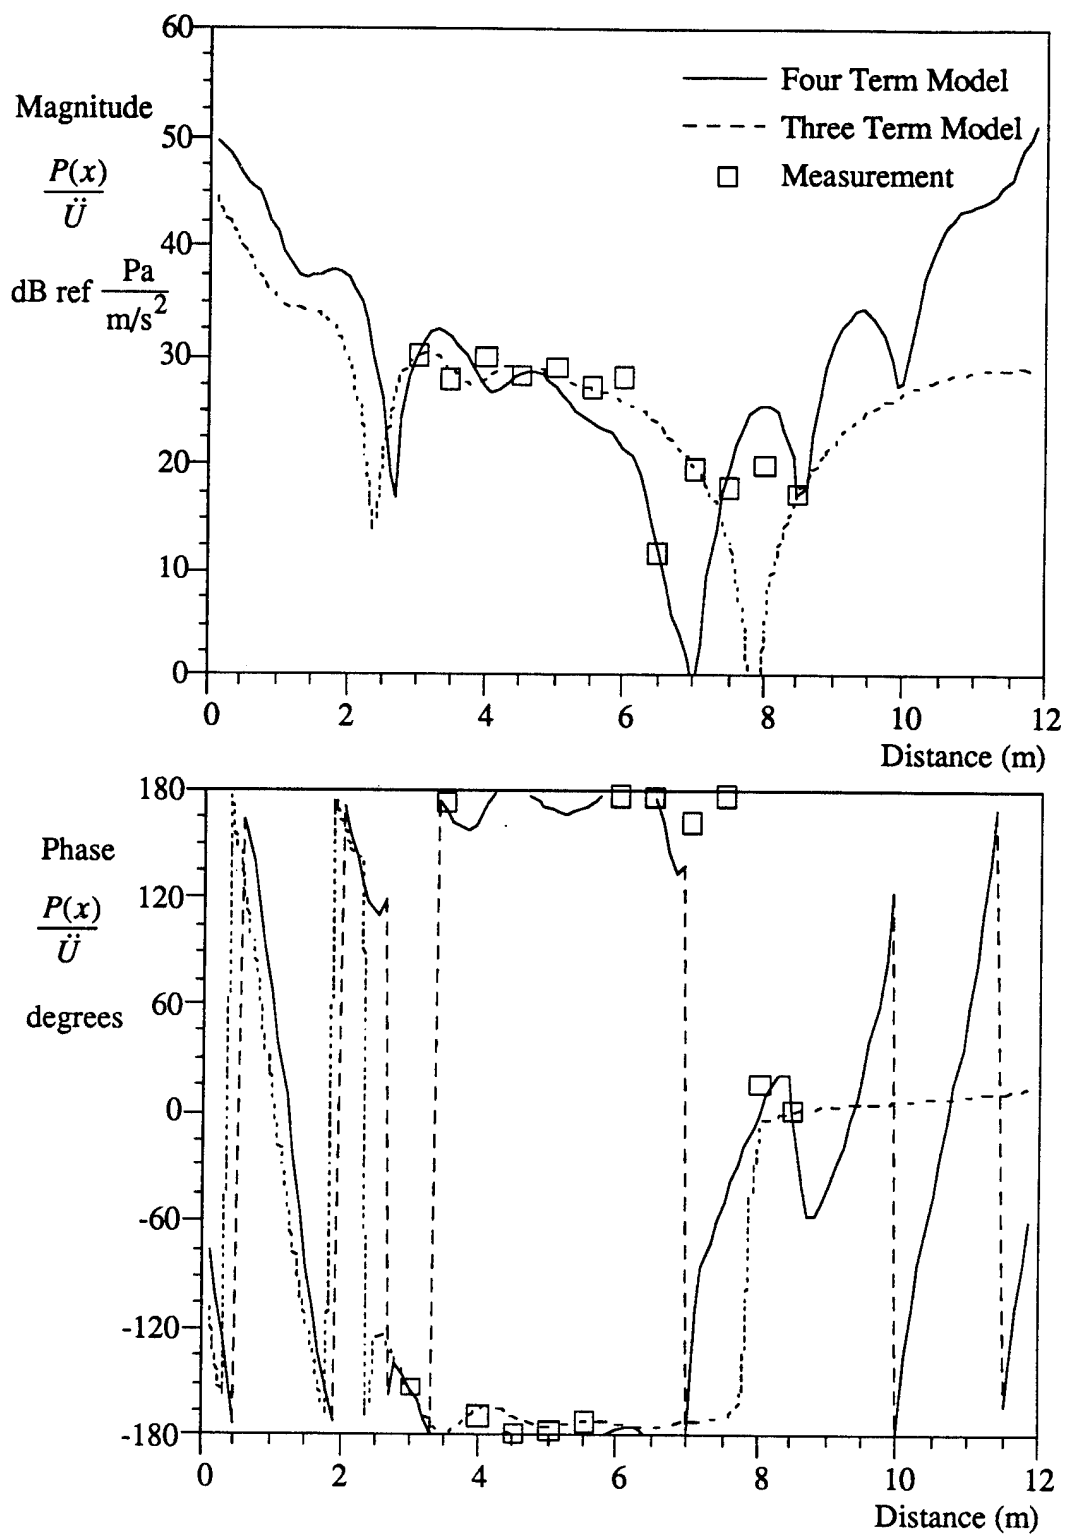 60
50
40
30
20
10
0
Magnitude
P(x)
Ü
dB ref Pa
m/s²
Four Term Model
Three Term Model
Measurement
0 2 4 6 8 10 12
Distance (m)
180
120
60
0
-60
-120
-180
Phase
P(x)
Ü
degrees
0 2 4 6 8 10 12
Distance (m)